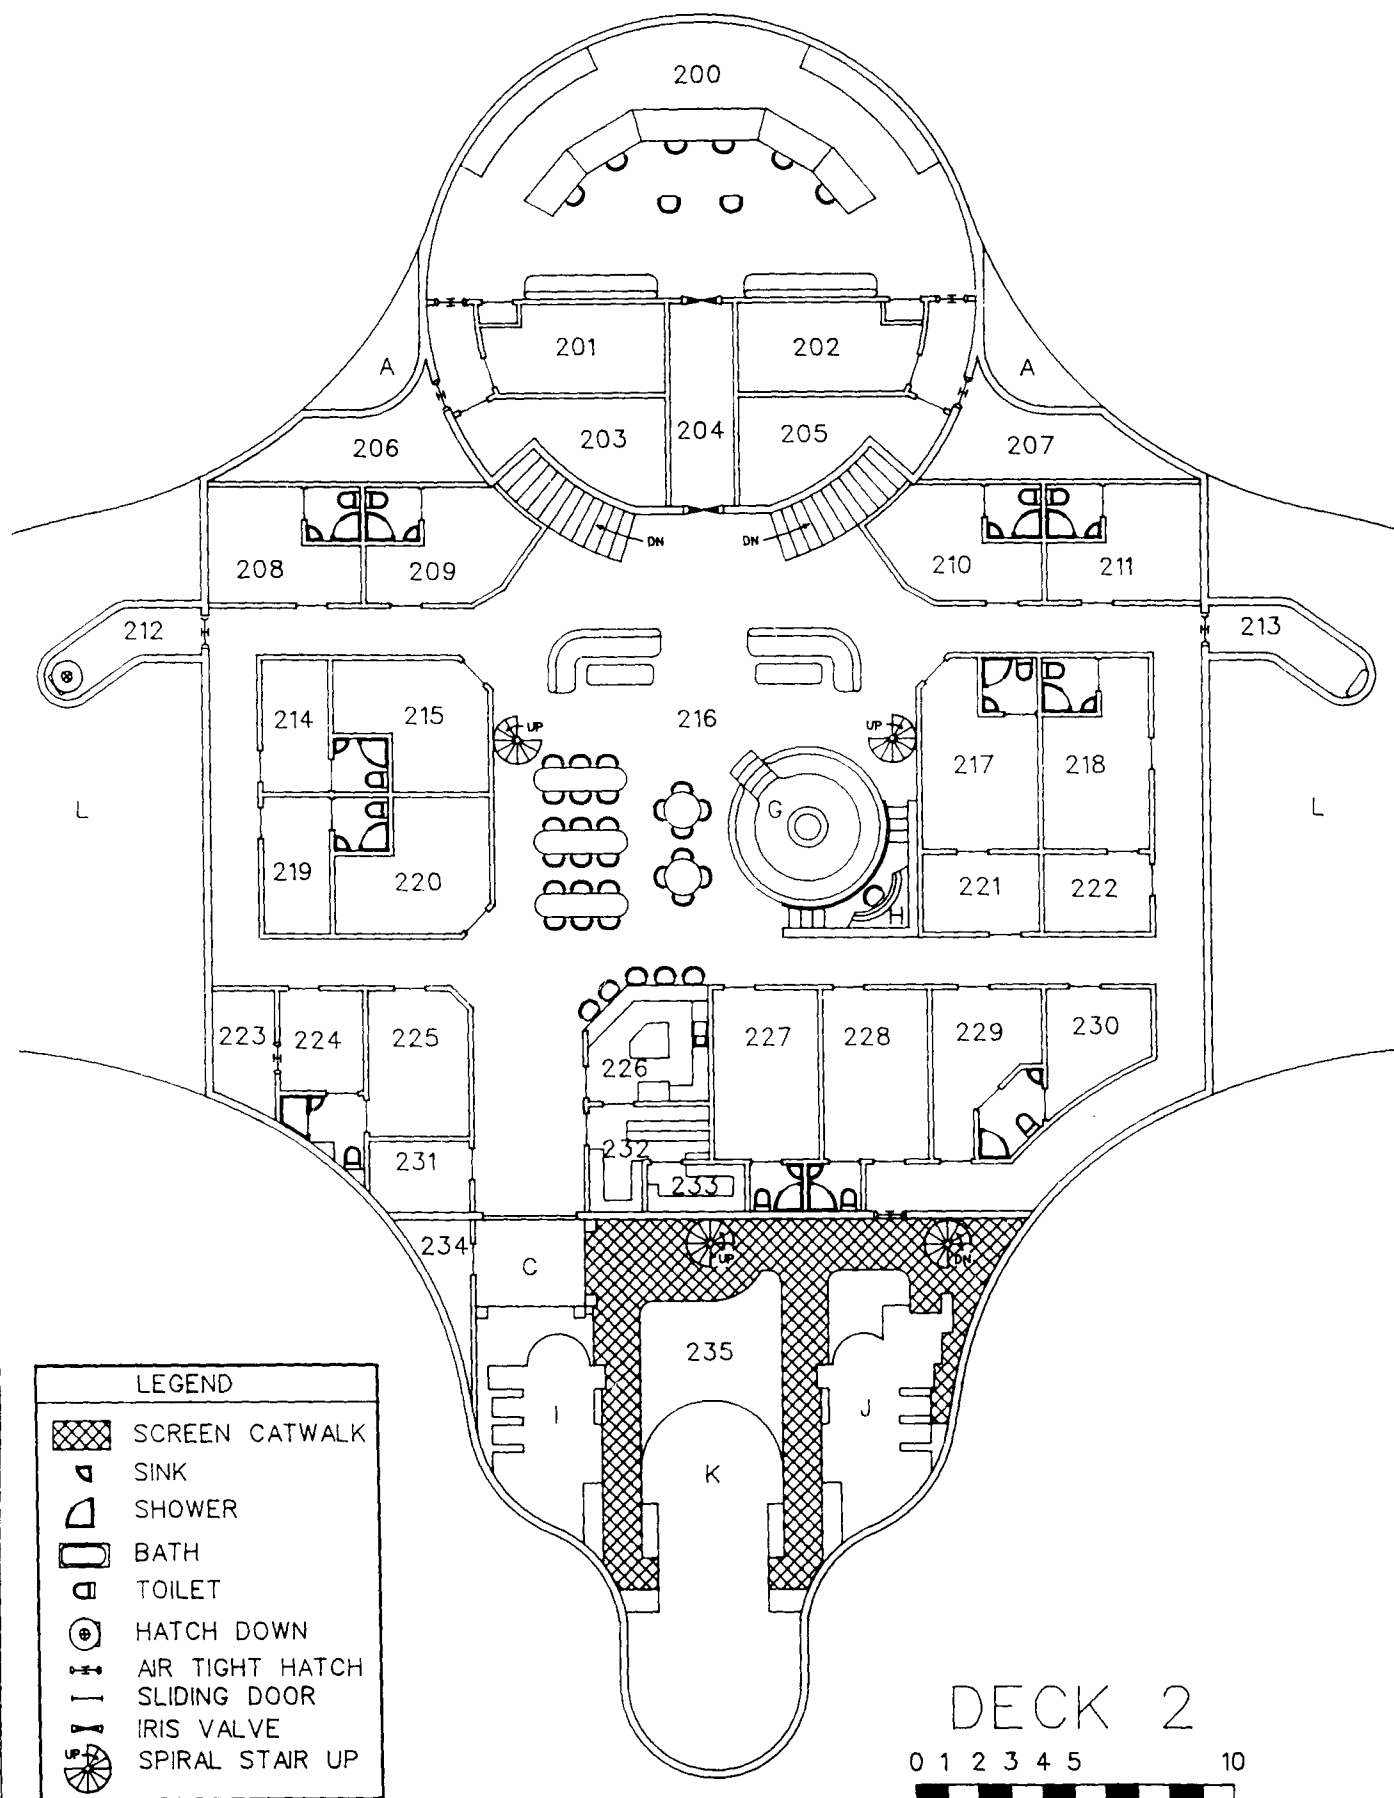 200
201
202
A
A
203
204
205
206
207
DN
DN
208
209
210
211
212
213
214
215
216
UP
UP
217
218
L
G
L
219
220
221
222
H
223
224
225
226
227
228
229
230
231
232
233
234
C
UP
DN
235
I
J
K
LEGEND
SCREEN CATWALK
SINK
SHOWER
BATH
TOILET
HATCH DOWN
AIR TIGHT HATCH
SLIDING DOOR
IRIS VALVE
UP SPIRAL STAIR UP
DECK 2
0 1 2 3 4 5 10